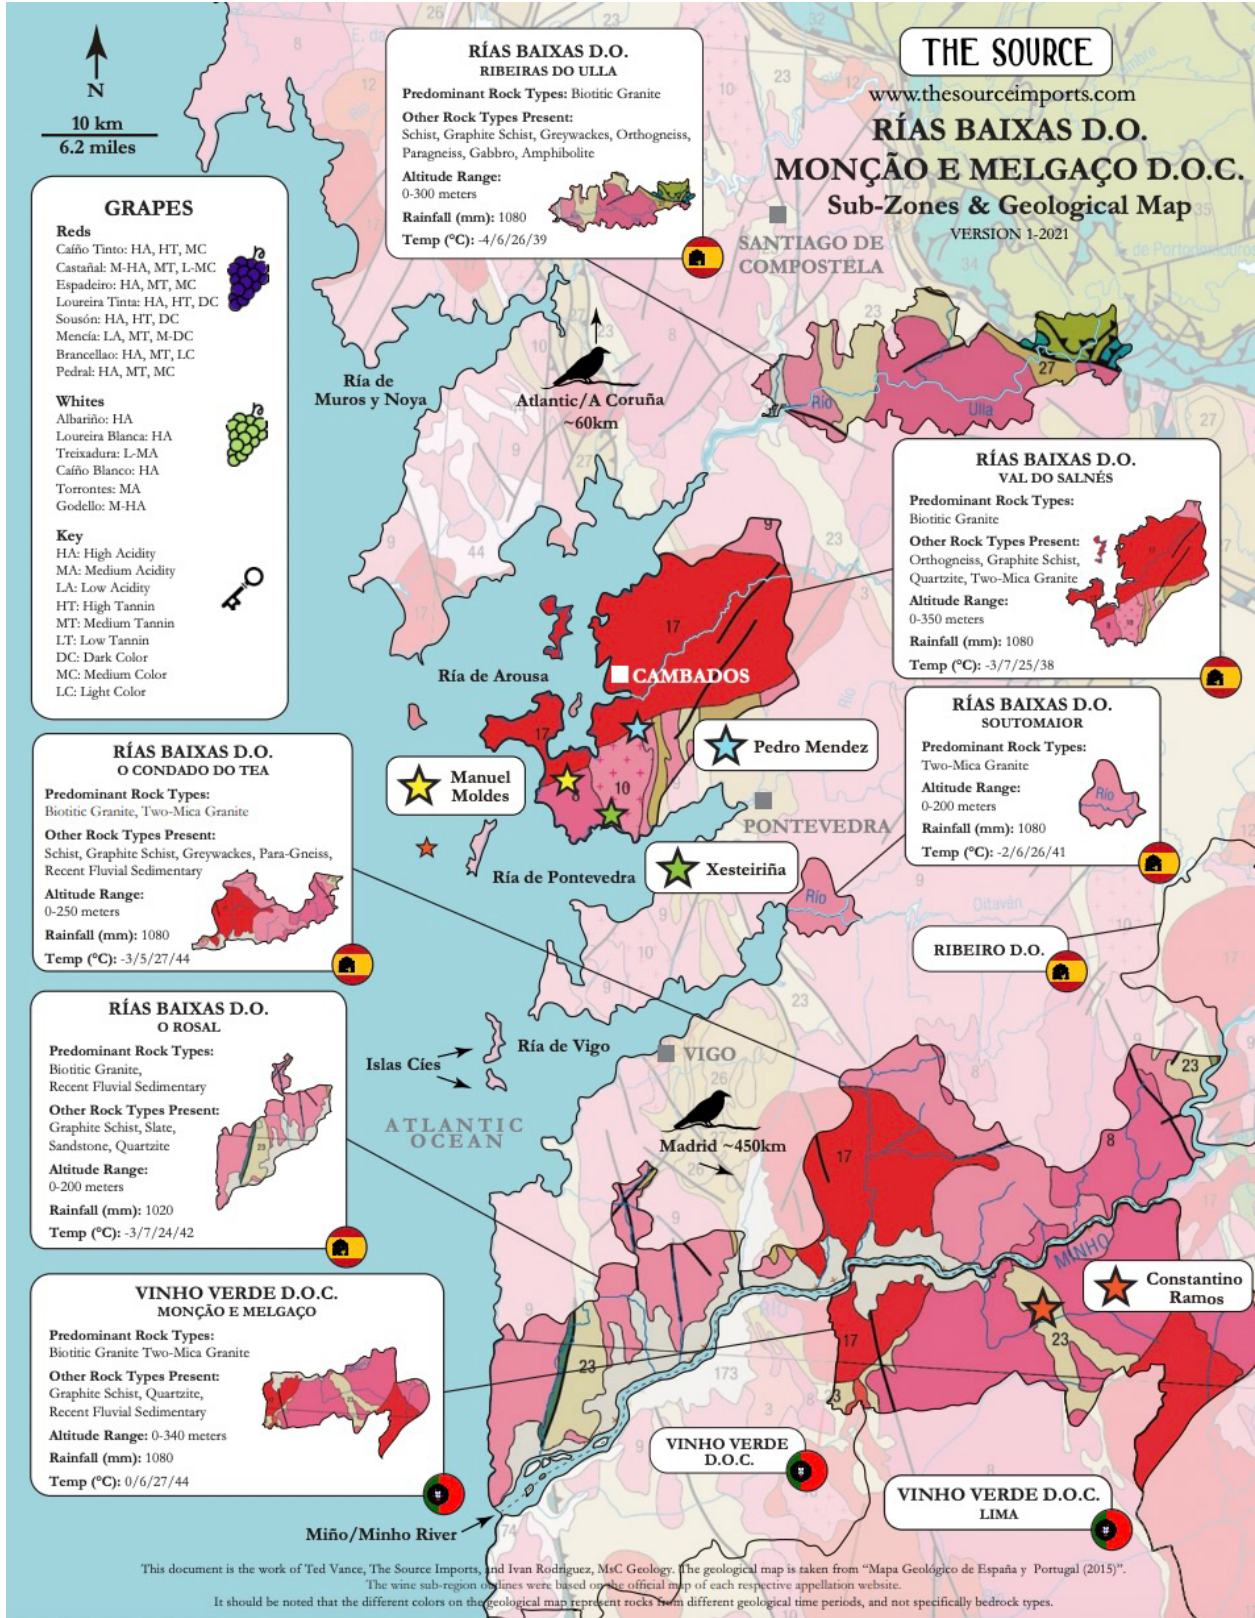 THE SOURCE
www.thesourceimports.com
RÍAS BAIXAS D.O.
MONÇÃO E MELGAÇO D.O.C.
Sub-Zones & Geological Map
VERSION 1-2021
N
10 km
6.2 miles
RÍAS BAIXAS D.O.
RIBEIRAS DO ULLA
Predominant Rock Types: Biotitic Granite
Other Rock Types Present:
Schist, Graphite Schist, Greywackes, Orthogneiss,
Paragneiss, Gabbro, Amphibolite
Altitude Range:
0-300 meters
Rainfall (mm): 1080
Temp (°C): -4/6/26/39
GRAPES
Reds
Caíño Tinto: HA, HT, MC
Castañal: M-HA, MT, L-MC
Espadeiro: HA, MT, MC
Loureira Tinta: HA, HT, DC
Sousón: HA, HT, DC
Mencía: LA, MT, M-DC
Brancellao: HA, MT, LC
Pedral: HA, MT, MC
Whites
Albariño: HA
Loureira Blanca: HA
Treixadura: L-MA
Caíño Blanco: HA
Torrontes: MA
Godello: M-HA
Key
HA: High Acidity
MA: Medium Acidity
LA: Low Acidity
HT: High Tannin
MT: Medium Tannin
LT: Low Tannin
DC: Dark Color
MC: Medium Color
LC: Light Color
SANTIAGO DE
COMPOSTELA
Ría de
Muros y Noya
Atlantic/A Coruña
~60km
Río
Ulla
27
RÍAS BAIXAS D.O.
VAL DO SALNÉS
Predominant Rock Types:
Biotitic Granite
Other Rock Types Present:
Orthogneiss, Graphite Schist,
Quartzite, Two-Mica Granite
Altitude Range:
0-350 meters
Rainfall (mm): 1080
Temp (°C): -3/7/25/38
9
17
Ría de Arousa
CAMBADOS
17
8
10
Manuel
Moldes
Pedro Mendez
Xesteiriña
PONTEVEDRA
Ría de Pontevedra
RÍAS BAIXAS D.O.
SOUTOMAIOR
Predominant Rock Types:
Two-Mica Granite
Altitude Range:
0-200 meters
Rainfall (mm): 1080
Temp (°C): -2/6/26/41
Río
Río
Oitavén
RIBEIRO D.O.
RÍAS BAIXAS D.O.
O CONDADO DO TEA
Predominant Rock Types:
Biotitic Granite, Two-Mica Granite
Other Rock Types Present:
Schist, Graphite Schist, Greywackes, Para-Gneiss,
Recent Fluvial Sedimentary
Altitude Range:
0-250 meters
Rainfall (mm): 1080
Temp (°C): -3/5/27/44
RÍAS BAIXAS D.O.
O ROSAL
Predominant Rock Types:
Biotitic Granite,
Recent Fluvial Sedimentary
Other Rock Types Present:
Graphite Schist, Slate,
Sandstone, Quartzite
Altitude Range:
0-200 meters
Rainfall (mm): 1020
Temp (°C): -3/7/24/42
Islas Cíes
Ría de Vigo
VIGO
ATLANTIC
OCEAN
Madrid ~450km
17
8
23
MINHO
Constantino
Ramos
17
23
23
23
VINHO VERDE D.O.C.
MONÇÃO E MELGAÇO
Predominant Rock Types:
Biotitic Granite Two-Mica Granite
Other Rock Types Present:
Graphite Schist, Quartzite,
Recent Fluvial Sedimentary
Altitude Range: 0-340 meters
Rainfall (mm): 1080
Temp (°C): 0/6/27/44
173
VINHO VERDE
D.O.C.
VINHO VERDE D.O.C.
LIMA
Miño/Minho River
This document is the work of Ted Vance, The Source Imports, and Ivan Rodriguez, MsC Geology. The geological map is taken from “Mapa Geológico de España y Portugal (2015)”.
The wine sub-region outlines were based on the official map of each respective appellation website.
It should be noted that the different colors on the geological map represent rocks from different geological time periods, and not specifically bedrock types.